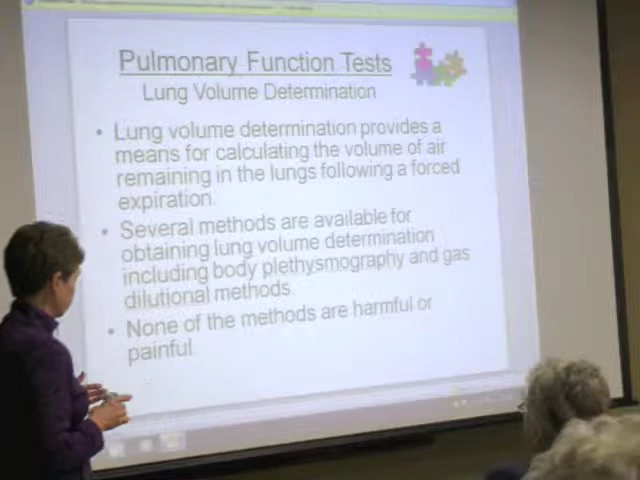 Pulmonary Function Tests
Lung Volume Determination
• Lung volume determination provides a
means for calculating the volume of air
remaining in the lungs following a forced
expiration.
• Several methods are available for
obtaining lung volume determination
including body plethysmography and gas
dilutional methods.
• None of the methods are harmful or
painful